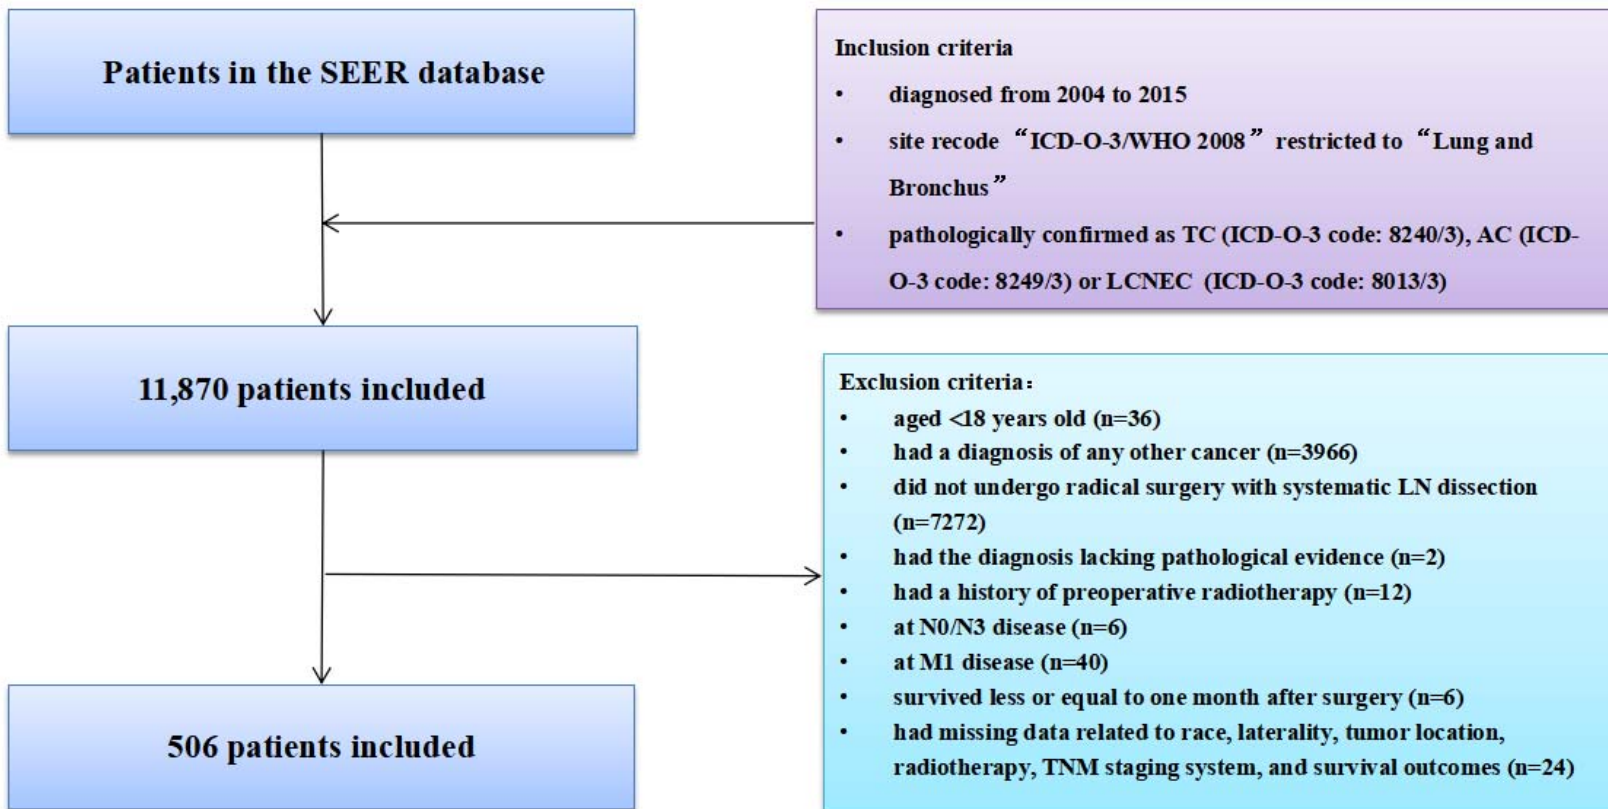 Patients in the SEER database
Inclusion criteria
• diagnosed from 2004 to 2015
• site recode “ICD-O-3/WHO 2008” restricted to “Lung and
Bronchus”
• pathologically confirmed as TC (ICD-O-3 code: 8240/3), AC (ICD-
O-3 code: 8249/3) or LCNEC (ICD-O-3 code: 8013/3)
11,870 patients included
Exclusion criteria：
• aged <18 years old (n=36)
• had a diagnosis of any other cancer (n=3966)
• did not undergo radical surgery with systematic LN dissection
(n=7272)
• had the diagnosis lacking pathological evidence (n=2)
• had a history of preoperative radiotherapy (n=12)
• at N0/N3 disease (n=6)
• at M1 disease (n=40)
• survived less or equal to one month after surgery (n=6)
• had missing data related to race, laterality, tumor location,
radiotherapy, TNM staging system, and survival outcomes (n=24)
506 patients included